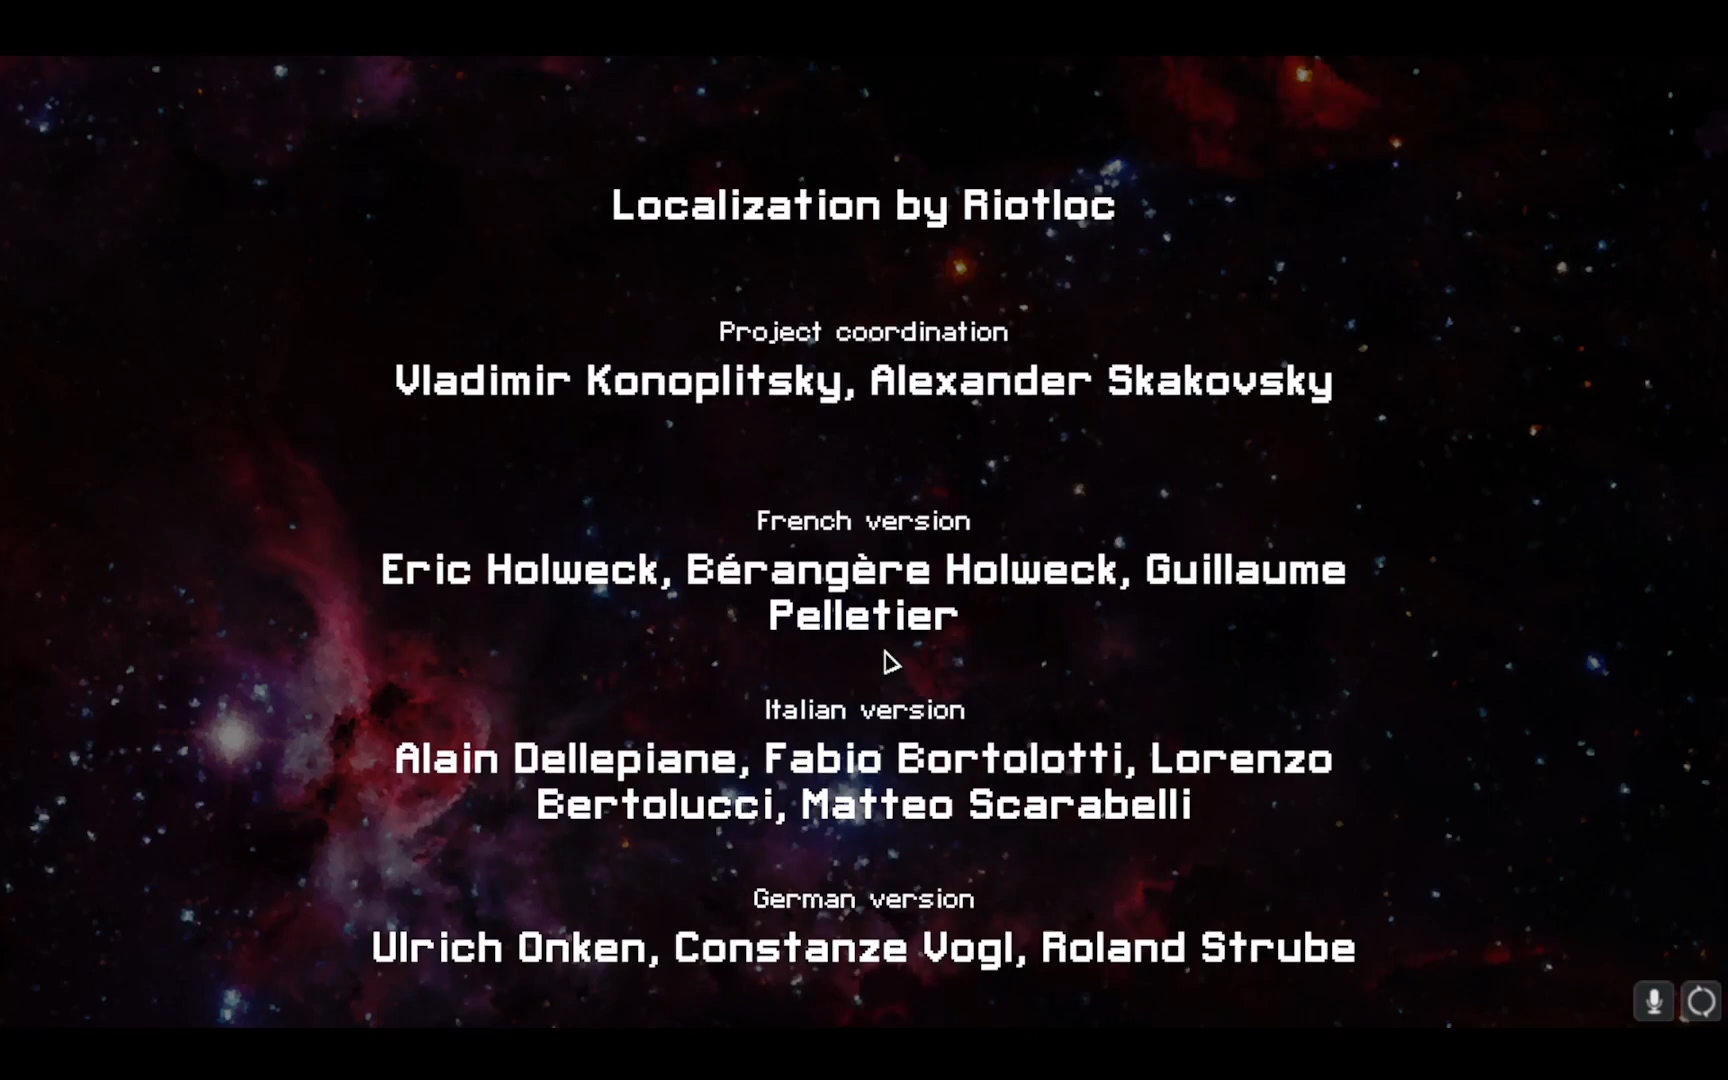 Localization by Riotloc
Project coordination
Vladimir Konoplitsky, Alexander Skakovsky
French version
Eric Holweck, Bérangère Holweck, Guillaume
Pelletier
Italian version
Alain Dellepiane, Fabio Bortolotti, Lorenzo
Bertolucci, Matteo Scarabelli
German version
Ulrich Onken, Constanze Vogl, Roland Strube